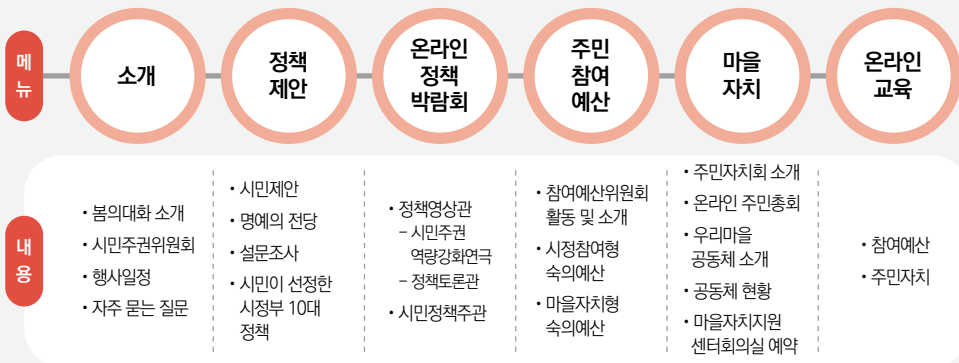 메
뉴
소개
정책
제안
온라인
정책
박람회
주민
참여
예산
마을
자치
온라인
교육
내
용
• 봄의대화 소개
• 시민주권위원회
• 행사일정
• 자주 묻는 질문
• 시민제안
• 명예의 전당
• 설문조사
• 시민이 선정한
시정부 10대
정책
• 정책영상관
– 시민주권
역량강화연극
– 정책토론관
• 시민정책주관
• 참여예산위원회
활동 및 소개
• 시정참여형
숙의예산
• 마을자치형
숙의예산
• 주민자치회 소개
• 온라인 주민총회
• 우리마을
공동체 소개
• 공동체 현황
• 마을자치지원
센터회의실 예약
• 참여예산
• 주민자치